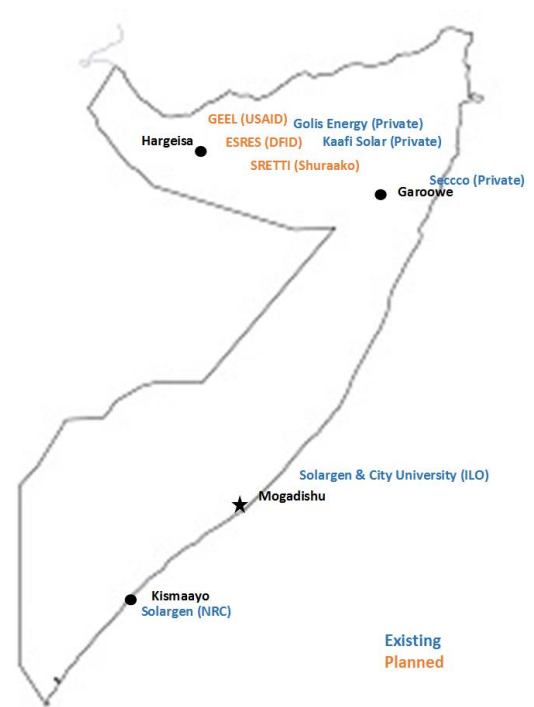 GEEL (USAID)
Golis Energy (Private)
Hargeisa
ESRES (DFID)
Kaafi Solar (Private)
SRETTI (Shuraako)
Seccco (Private)
Garoowe
Solargen & City University (ILO)
Mogadishu
Kismaayo
Solargen (NRC)
Existing
Planned